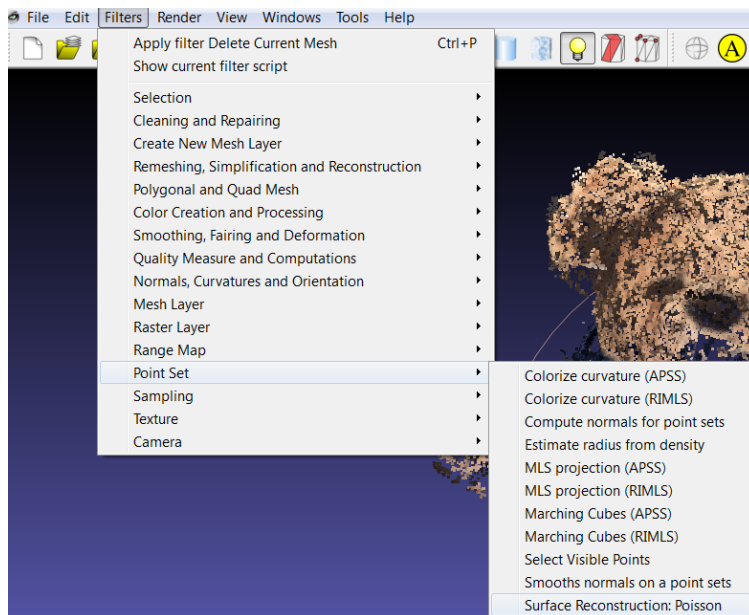 File Edit Filters Render View Windows Tools Help
Apply filter Delete Current Mesh Ctrl+P
Show current filter script
Selection
Cleaning and Repairing
Create New Mesh Layer
Remeshing, Simplification and Reconstruction
Polygonal and Quad Mesh
Color Creation and Processing
Smoothing, Fairing and Deformation
Quality Measure and Computations
Normals, Curvatures and Orientation
Mesh Layer
Raster Layer
Range Map
Point Set
Sampling
Texture
Camera
Colorize curvature (APSS)
Colorize curvature (RIMLS)
Compute normals for point sets
Estimate radius from density
MLS projection (APSS)
MLS projection (RIMLS)
Marching Cubes (APSS)
Marching Cubes (RIMLS)
Select Visible Points
Smooths normals on a point sets
Surface Reconstruction: Poisson
A